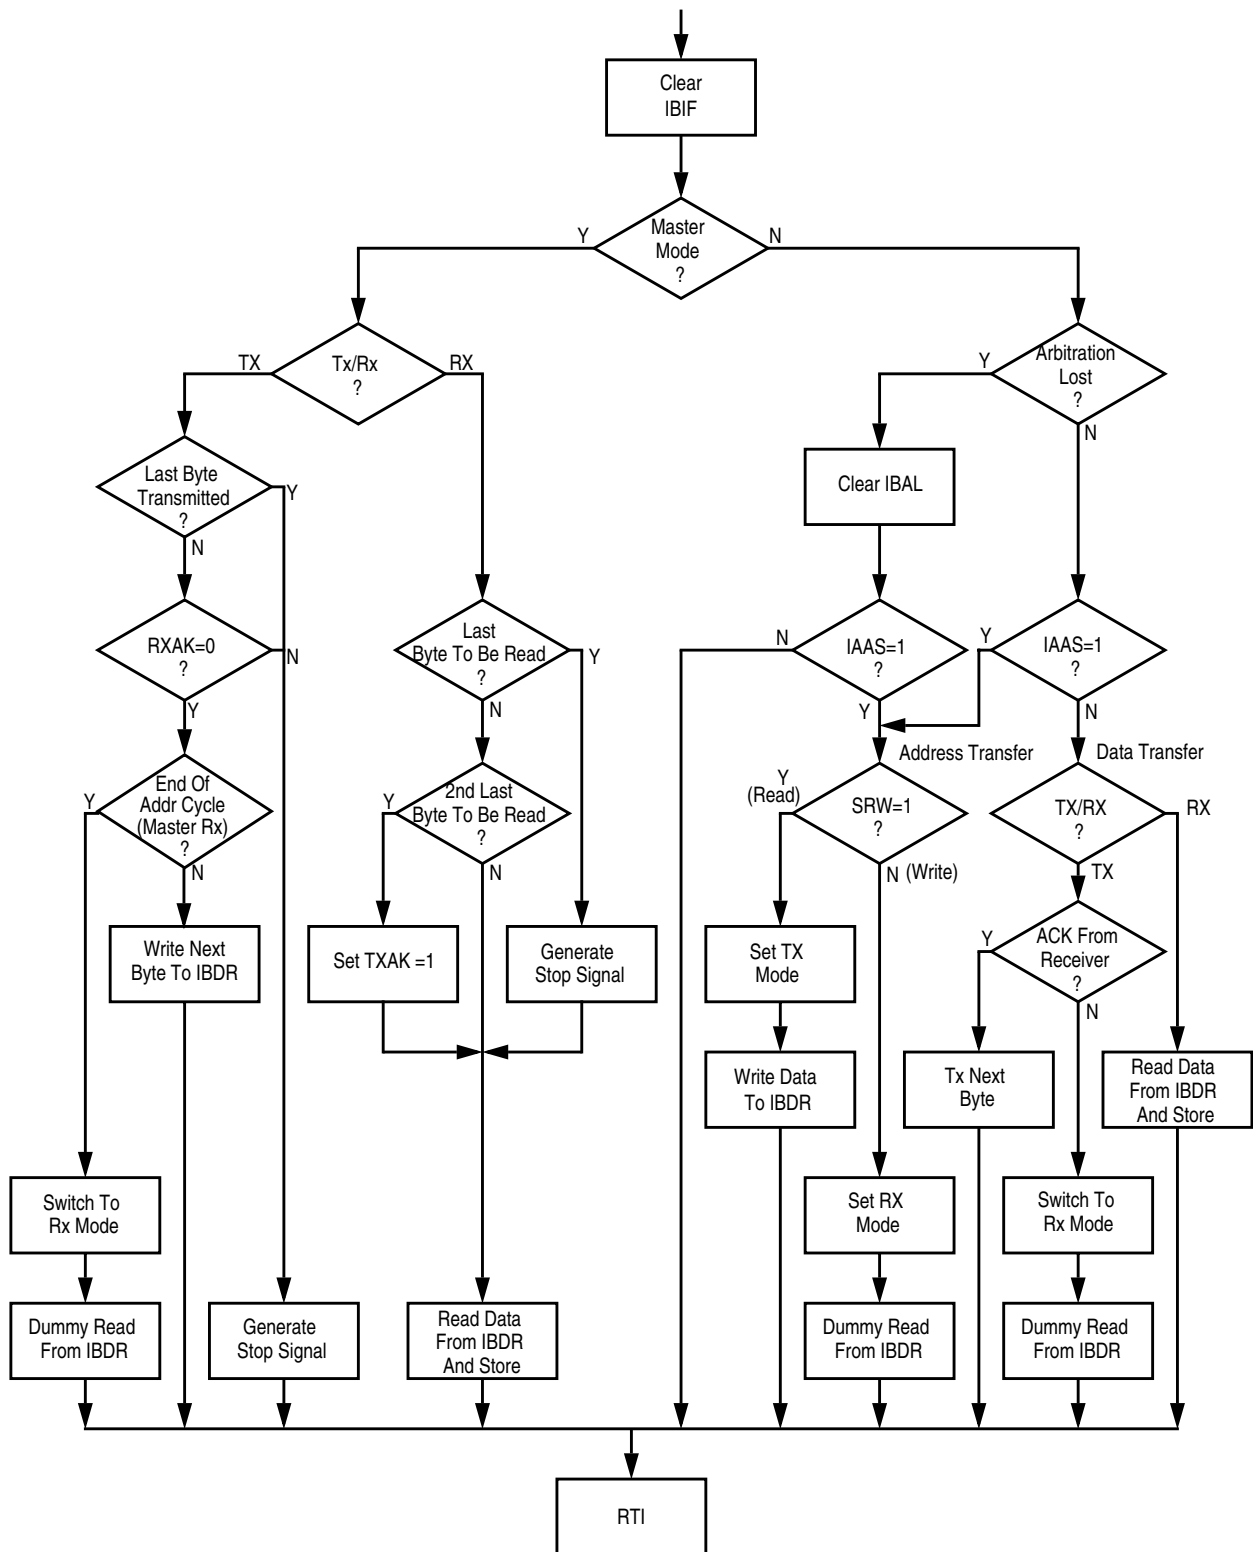 Clear
IBIF
Master
Mode
?
Y
N
Tx/Rx
?
TX
RX
Arbitration
Lost
?
Y
N
Last Byte
Transmitted
?
Y
N
Clear IBAL
RXAK=0
?
N
Y
Last
Byte To Be Read
?
Y
N
IAAS=1
?
N
Y
IAAS=1
?
Y
N
Address Transfer
Data Transfer
End Of
Addr Cycle
(Master Rx)
?
Y
N
2nd Last
Byte To Be Read
?
Y
N
Y
(Read)
SRW=1
?
N (Write)
TX/RX
?
RX
TX
Write Next
Byte To IBDR
Set TXAK =1
Generate
Stop Signal
Set TX
Mode
ACK From
Receiver
?
Y
N
Write Data
To IBDR
Tx Next
Byte
Read Data
From IBDR
And Store
Switch To
Rx Mode
Set RX
Mode
Switch To
Rx Mode
Dummy Read
From IBDR
Generate
Stop Signal
Read Data
From IBDR
And Store
Dummy Read
From IBDR
Dummy Read
From IBDR
RTI